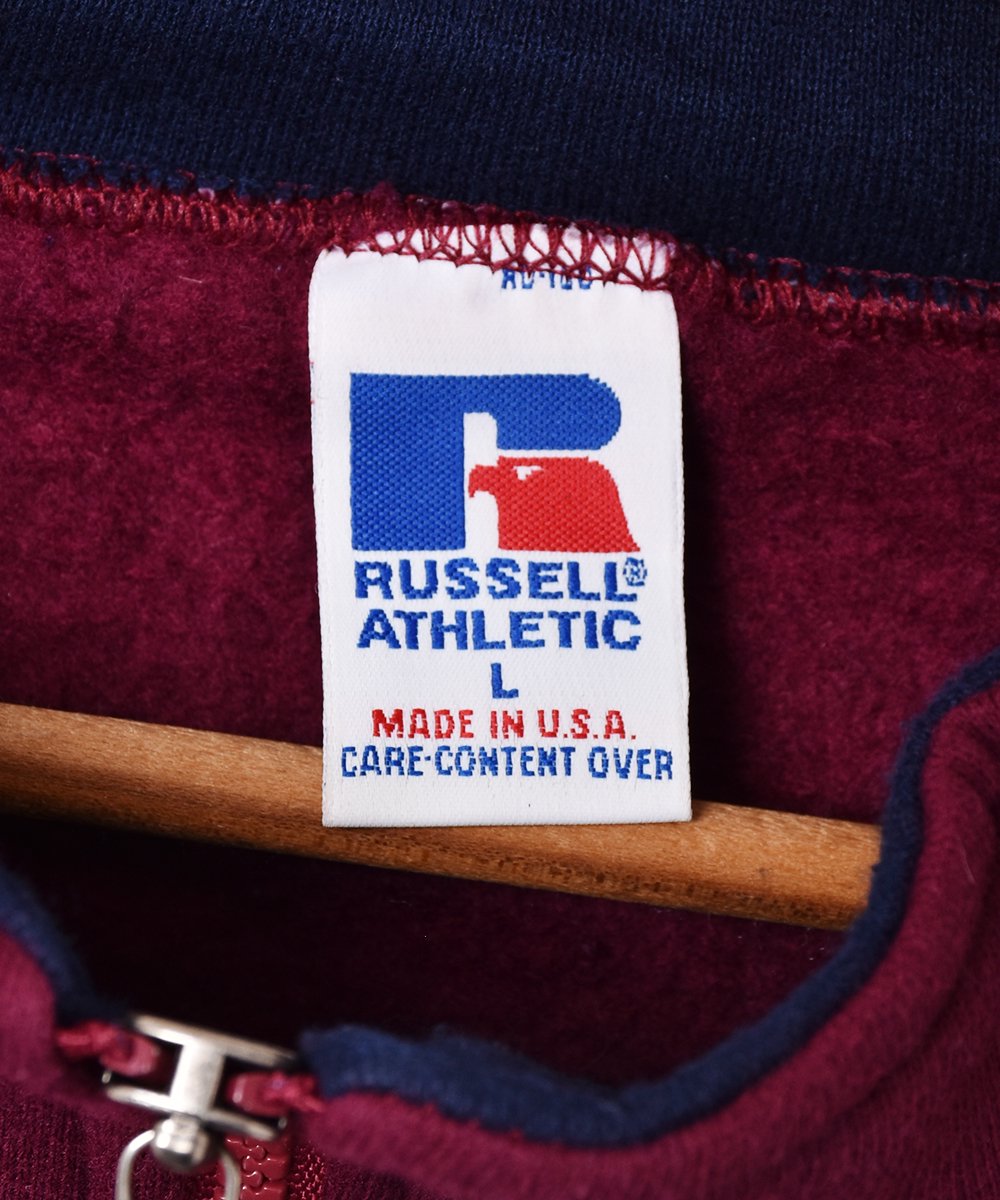 RUSSELL®
ATHLETIC
L
MADE IN U.S.A.
CARE-CONTENT OVER